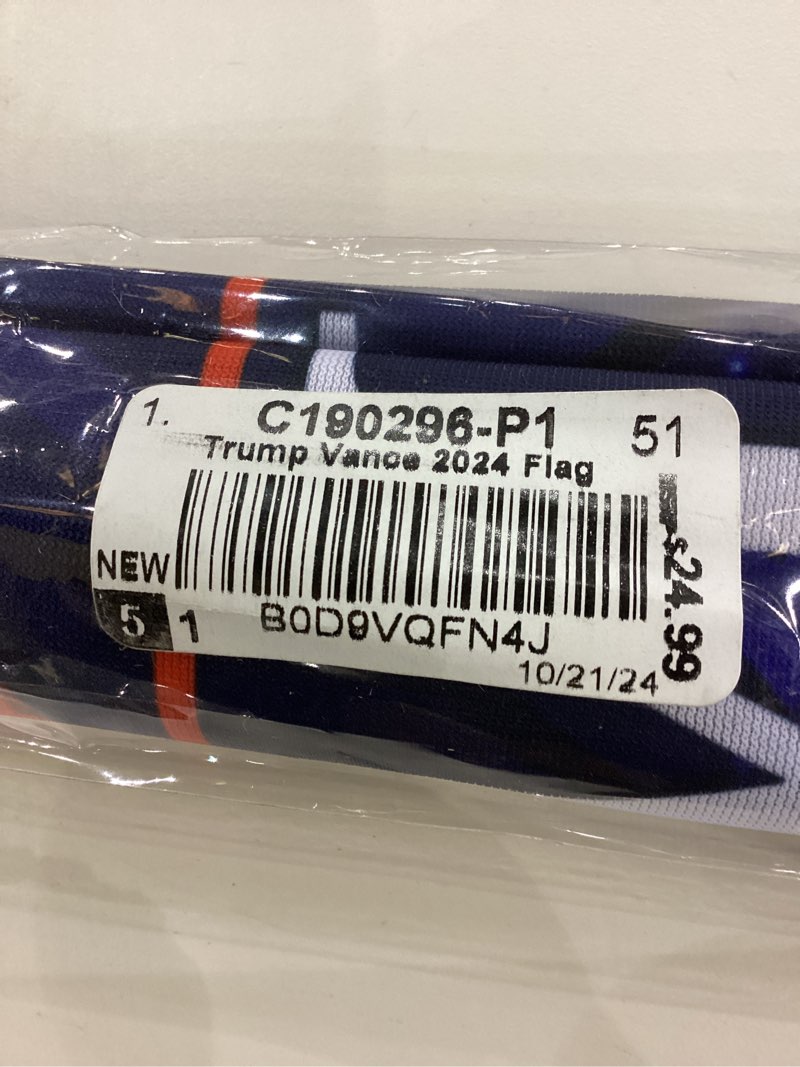 1. C190296-P1 51
Trump Vance 2024 Flag
$24.99
NEW
5 1 B0D9VQFN4J
10/21/24